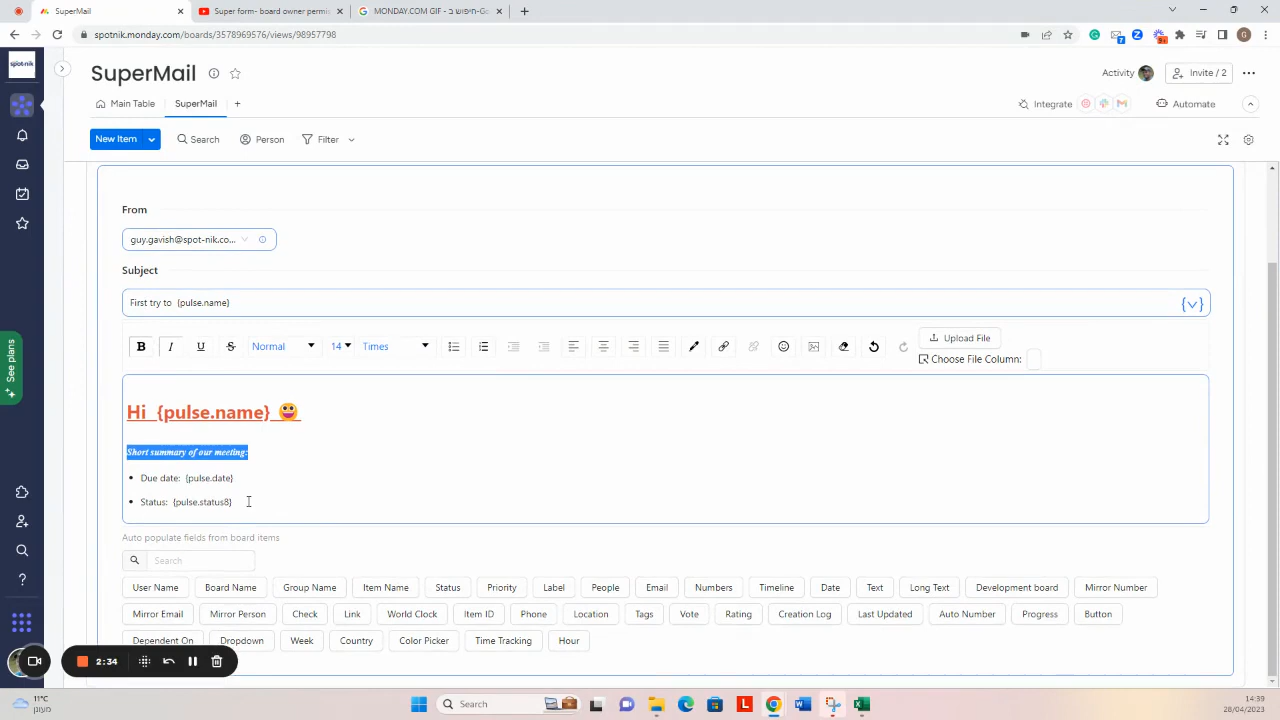 SuperMail
Super form- board owner permi
MONDAY.COM GIF - חיפוש ב
spotnik.monday.com/boards/3578969576/views/98957798
G
spot-nik
SuperMail
Activity
Invite / 2
Main Table
SuperMail
+
Integrate
Automate
New Item
Search
Person
Filter
From
guy.gavish@spot-nik.co...
Subject
First try to {pulse.name}
B I U S Normal 14 Times
Upload File
Choose File Column:
Hi {pulse.name}
Short summary of our meeting:
• Due date: {pulse.date}
• Status: {pulse.status8}
See plans
Auto populate fields from board items
Search
User Name Board Name Group Name Item Name Status Priority Label People Email Numbers Timeline Date Text Long Text Development board Mirror Number
Mirror Email Mirror Person Check Link World Clock Item ID Phone Location Tags Vote Rating Creation Log Last Updated Auto Number Progress Button
Dependent On Dropdown Week Country Color Picker Time Tracking Hour
2:34
11°C
מעונן
Search
14:39
28/04/2023